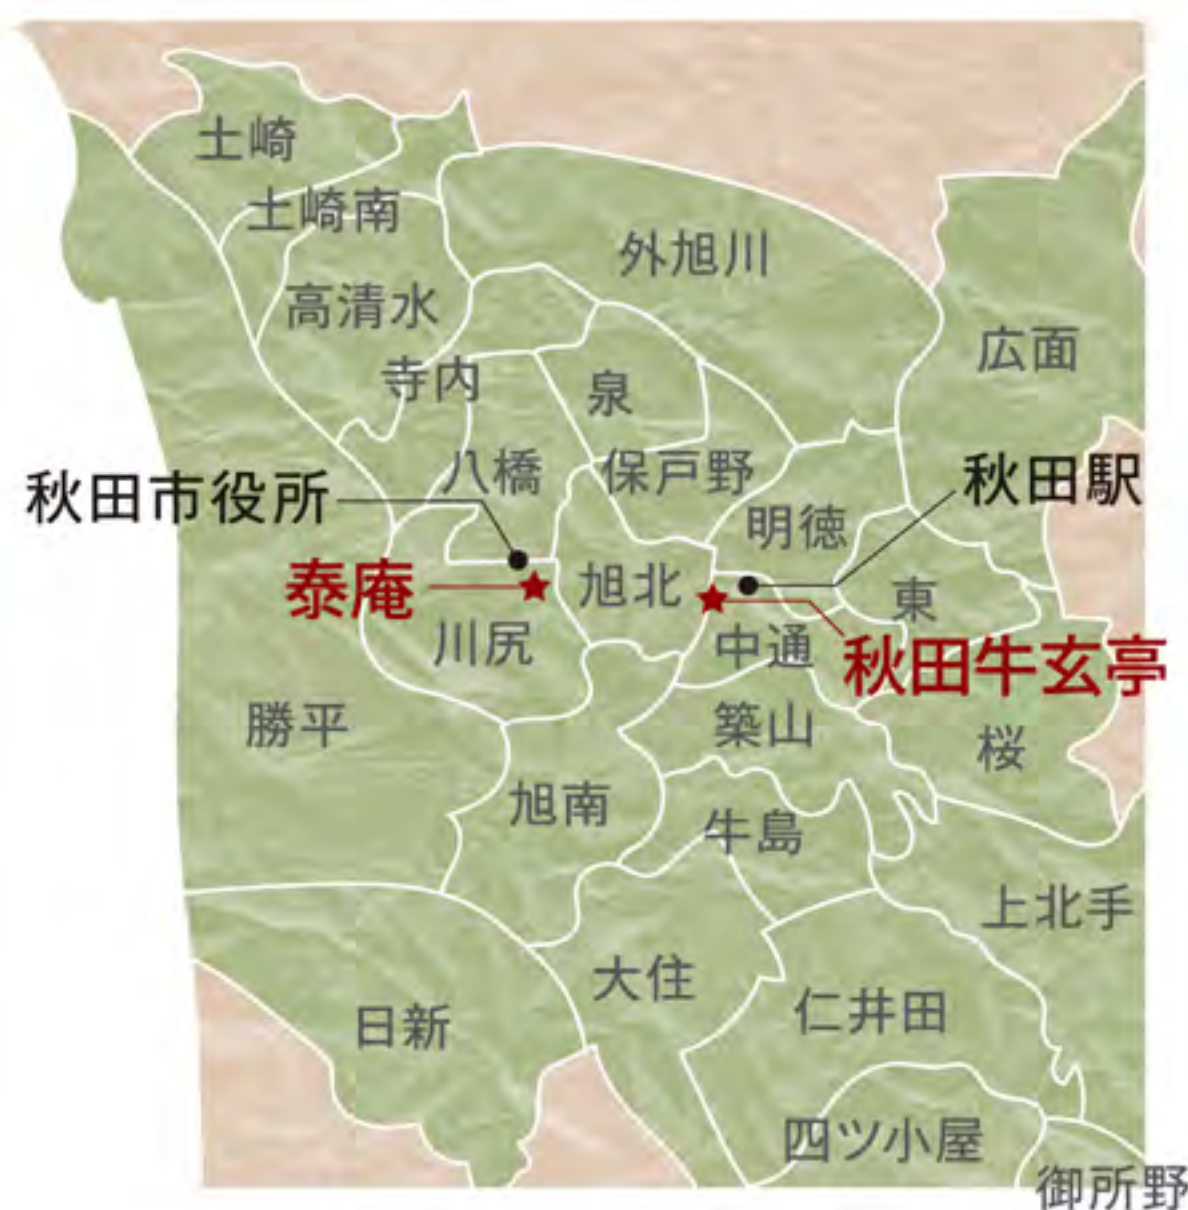 土崎
土崎南
外旭川
高清水
広面
寺内
泉
八橋
保戸野
秋田駅
秋田市役所
明徳
泰庵
旭北
東
川尻
中通
秋田牛玄亭
勝平
築山
桜
旭南
牛島
上北手
大住
仁井田
日新
四ツ小屋
御所野